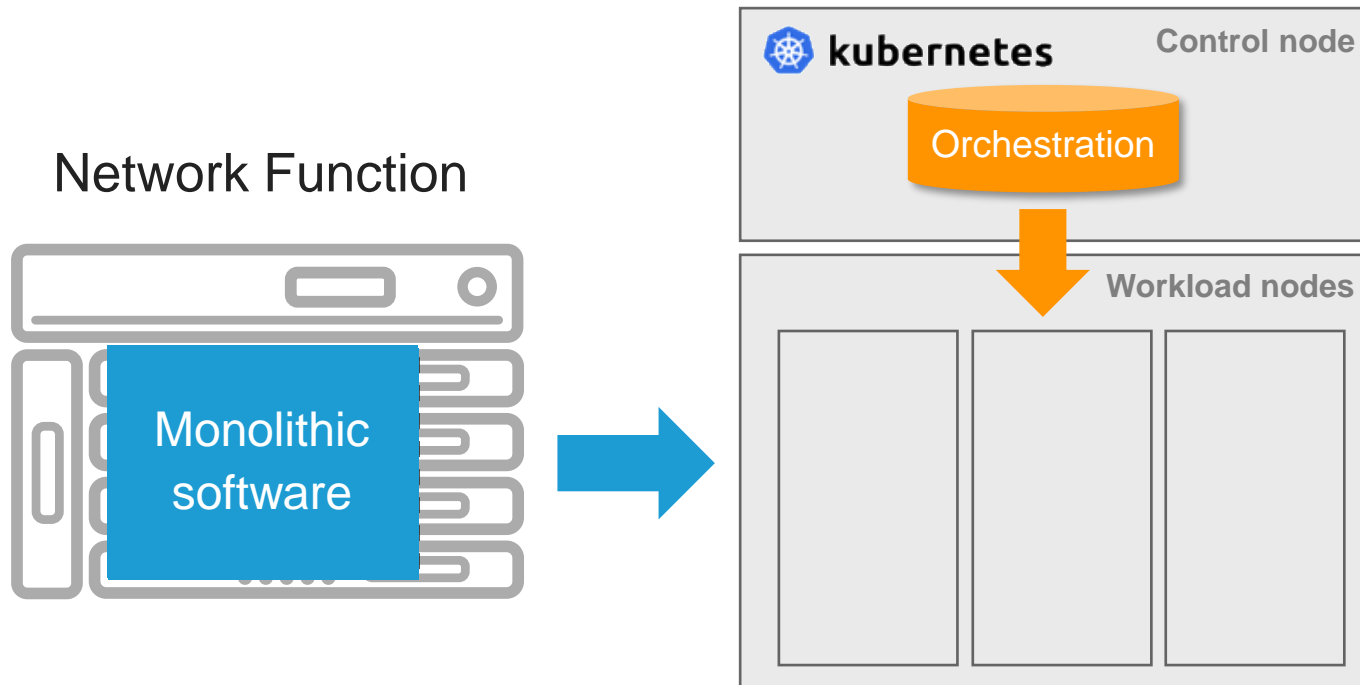 Network Function
Monolithic
software
kubernetes
Control node
Orchestration
Workload nodes